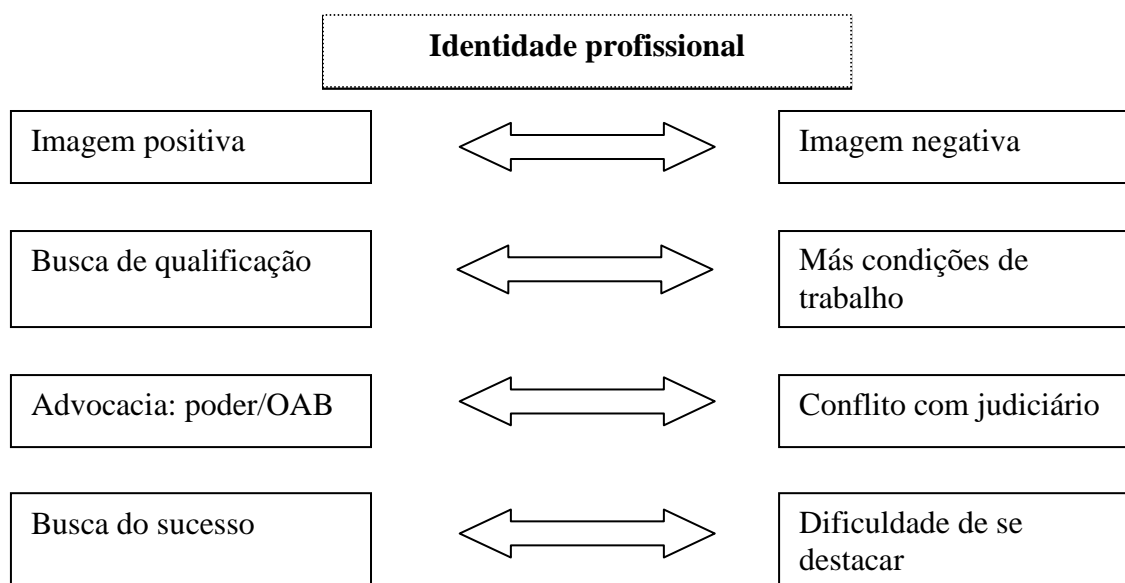 Identidade profissional
Imagem positiva
Imagem negativa
Busca de qualificação
Más condições de
trabalho
Advocacia: poder/OAB
Conflito com judiciário
Busca do sucesso
Dificuldade de se
destacar